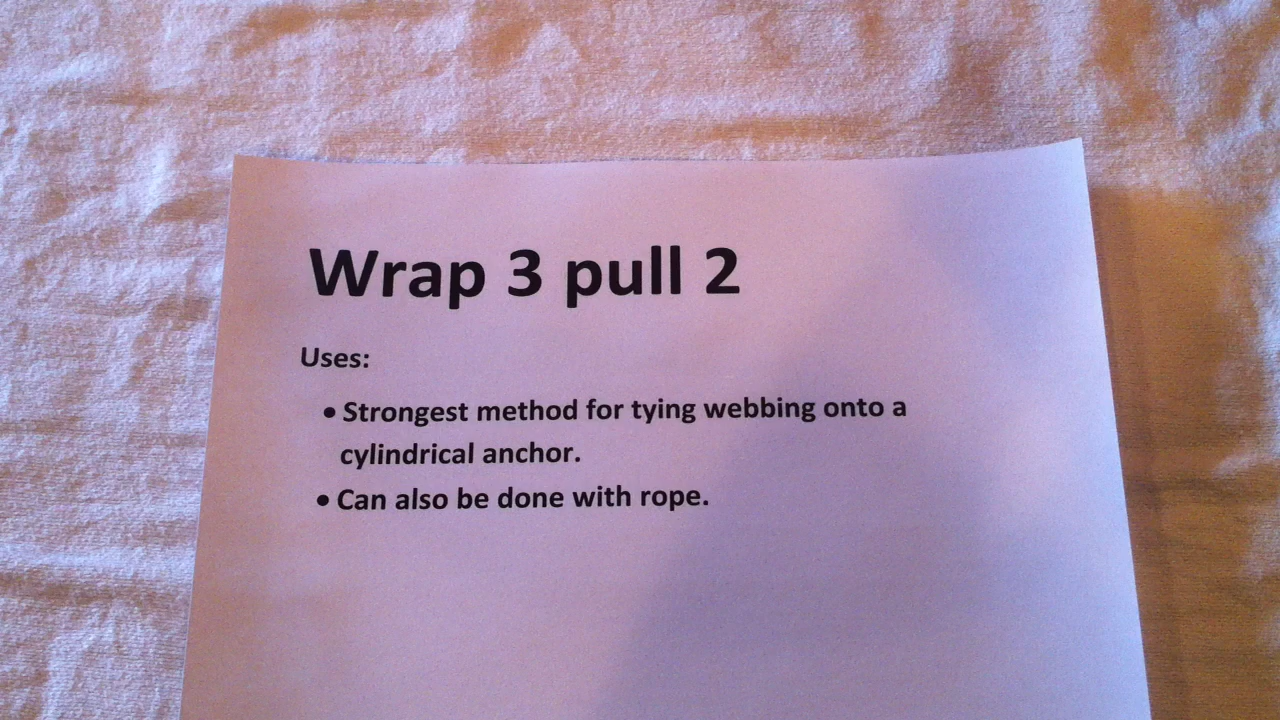 Wrap 3 pull 2
Uses:
• Strongest method for tying webbing onto a
cylindrical anchor.
• Can also be done with rope.